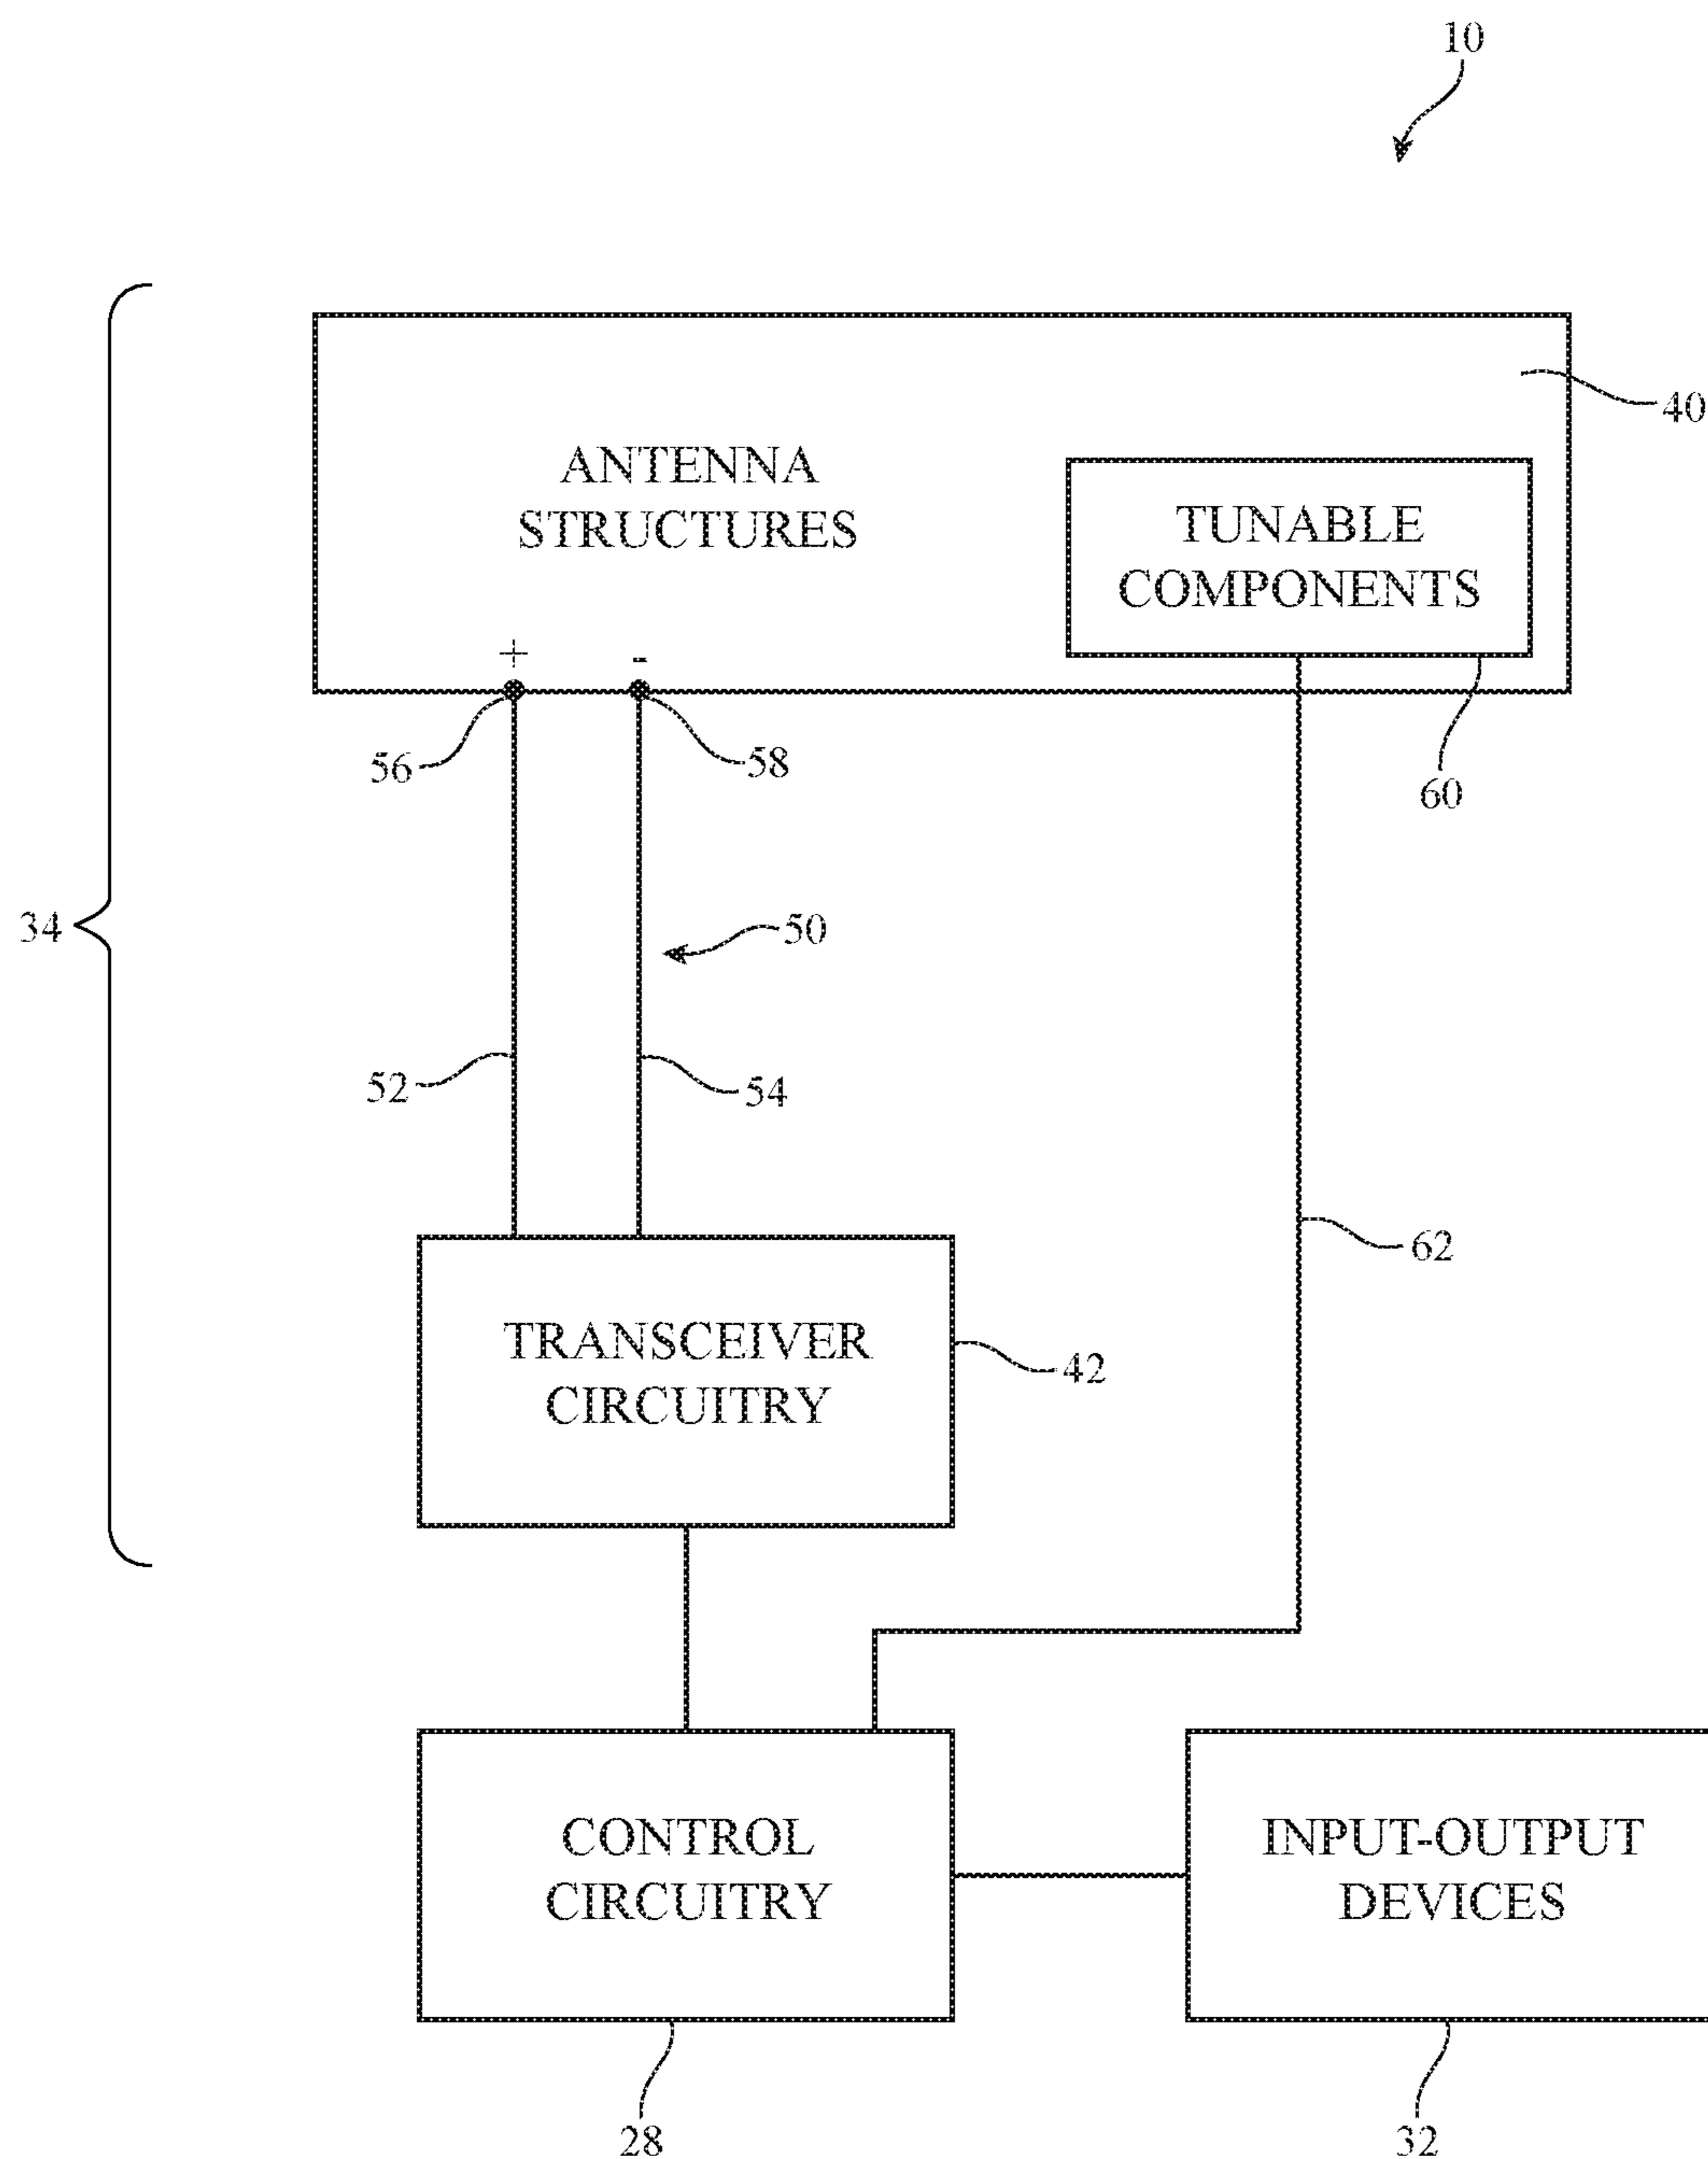 10
40
ANTENNA
STRUCTURES
TUNABLE
COMPONENTS
+
-
56
58
60
34
50
52
54
62
TRANSCEIVER
CIRCUITRY
42
CONTROL
CIRCUITRY
INPUT-OUTPUT
DEVICES
28
32